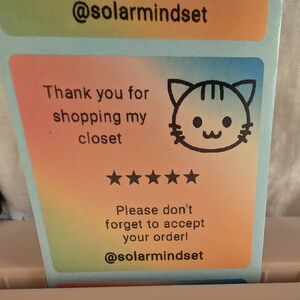 @solarmindset
Thank you for
shopping my
closet
★★★★★
Please don't
forget to accept
your order!
@solarmindset